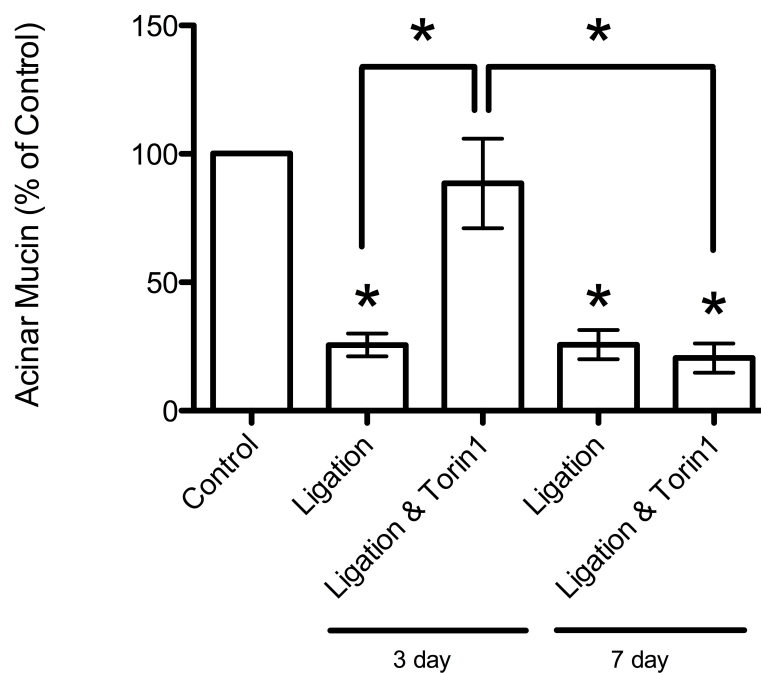 Acinar Mucin (% of Control)
150
100
50
0
*
*
*
*
*
Control
Ligation
Ligation & Torin1
Ligation
Ligation & Torin1
3 day
7 day